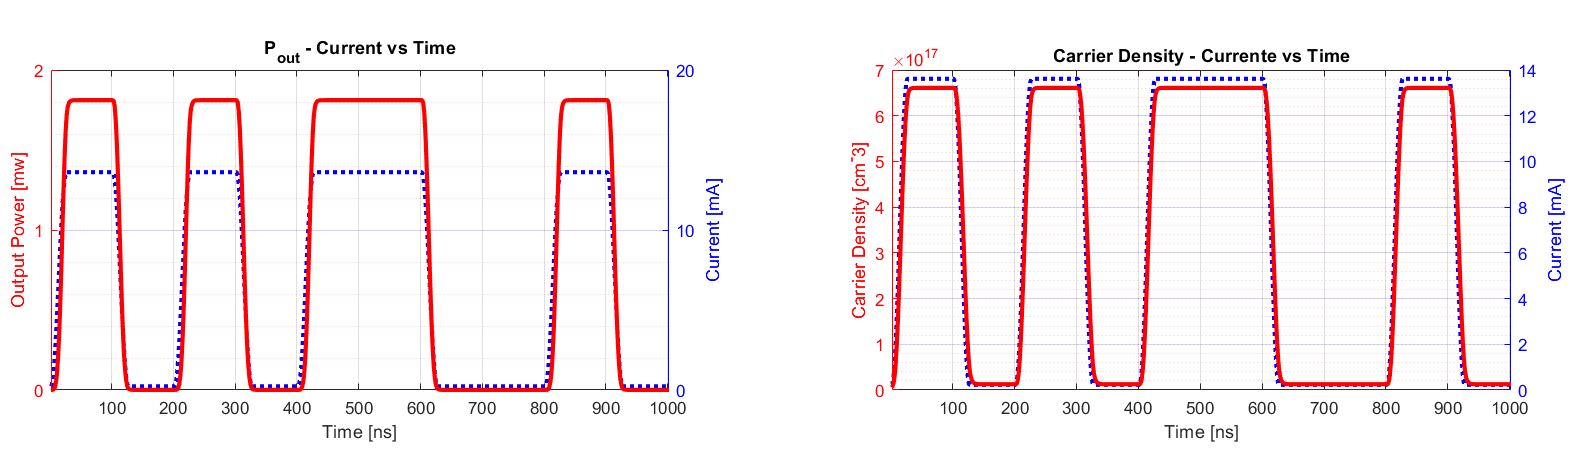 P_out - Current vs Time
2
1
0
Output Power [mw]
20
10
0
Current [mA]
100 200 300 400 500 600 700 800 900 1000
Time [ns]
Carrier Density - Currente vs Time
×10^17
7
6
5
4
3
2
1
0
Carrier Density [cm^-3]
14
12
10
8
6
4
2
0
Current [mA]
100 200 300 400 500 600 700 800 900 1000
Time [ns]